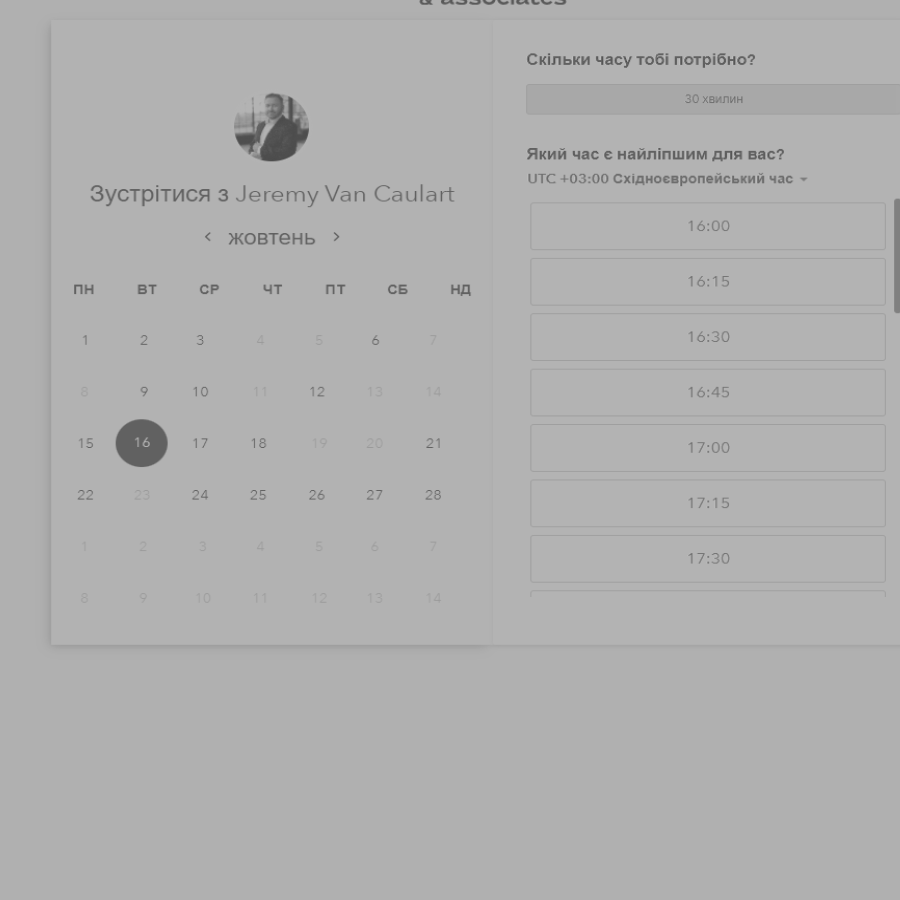 & associates
Зустрітися з Jeremy Van Caulart
жовтень
ПН ВТ СР ЧТ ПТ СБ НД
1 2 3 4 5 6 7
8 9 10 11 12 13 14
15 16 17 18 19 20 21
22 23 24 25 26 27 28
1 2 3 4 5 6 7
8 9 10 11 12 13 14
Скільки часу тобі потрібно?
30 хвилин
Який час є найліпшим для вас?
UTC +03:00 Східноєвропейський час
16:00
16:15
16:30
16:45
17:00
17:15
17:30